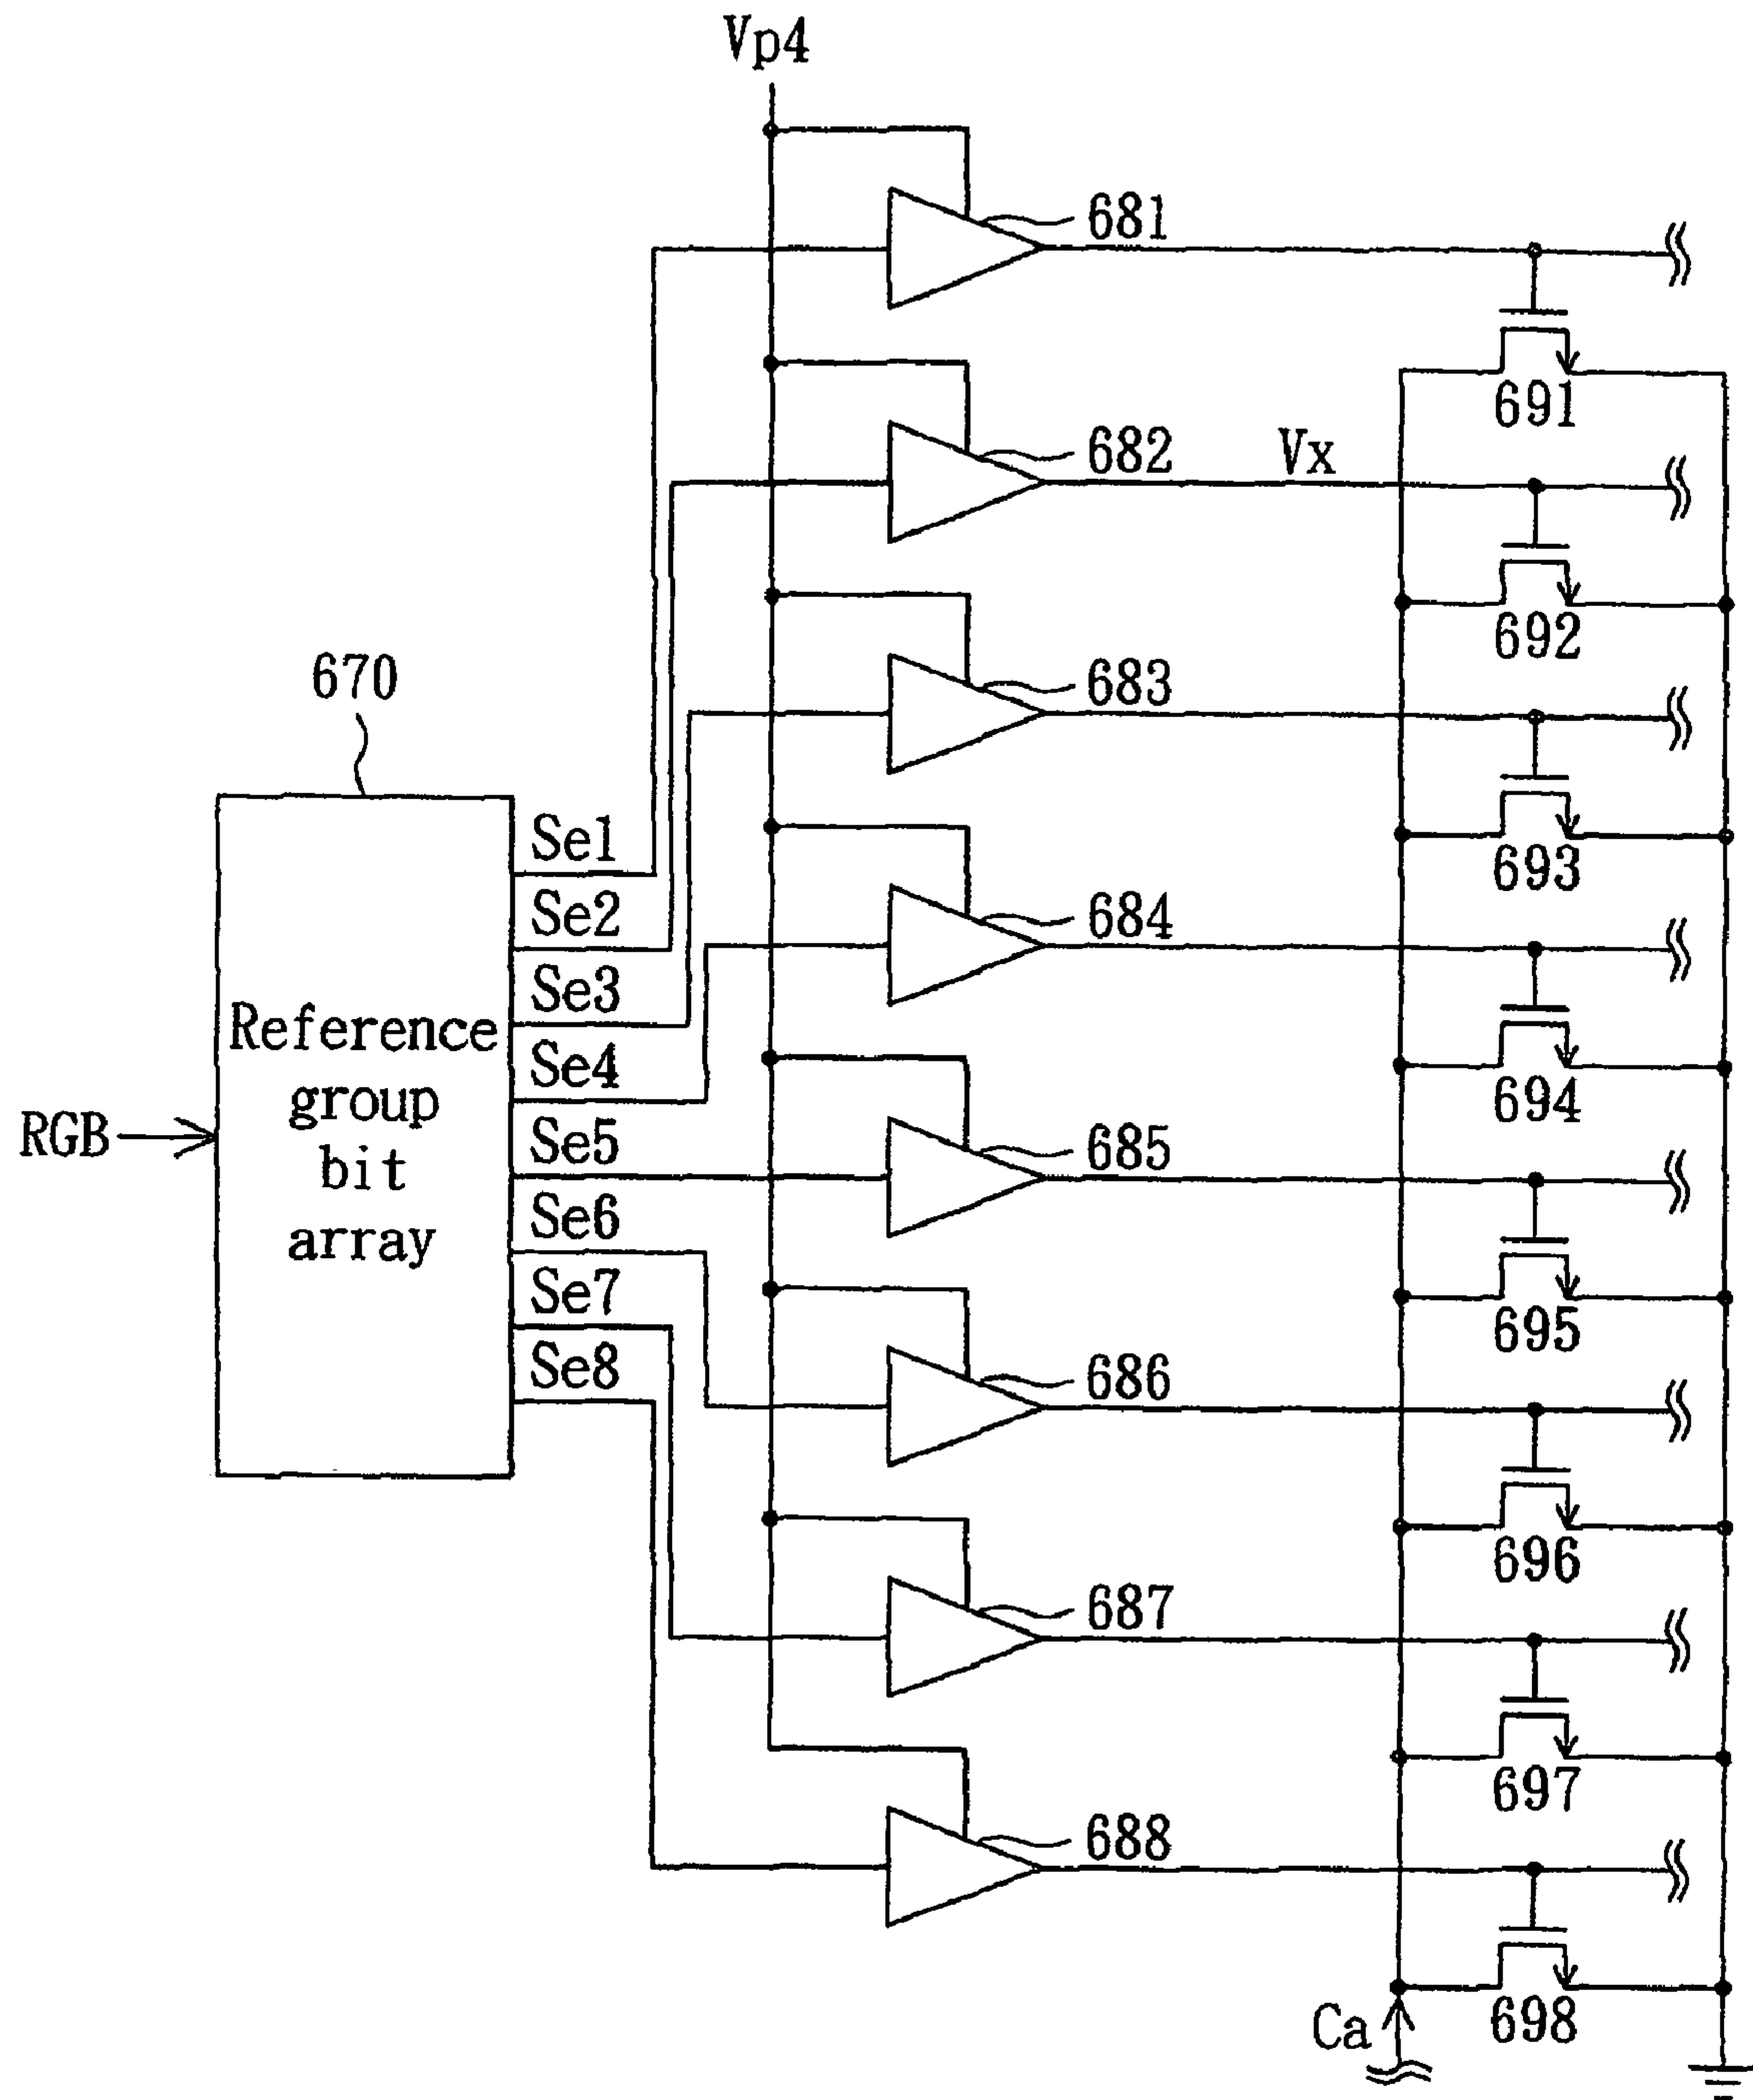 Vp4
681
691
682
Vx
692
683
693
670
Se1
Se2
Se3
Se4
Se5
Se6
Se7
Se8
Reference
group
bit
array
RGB
684
694
685
695
686
696
687
697
688
698
Ca